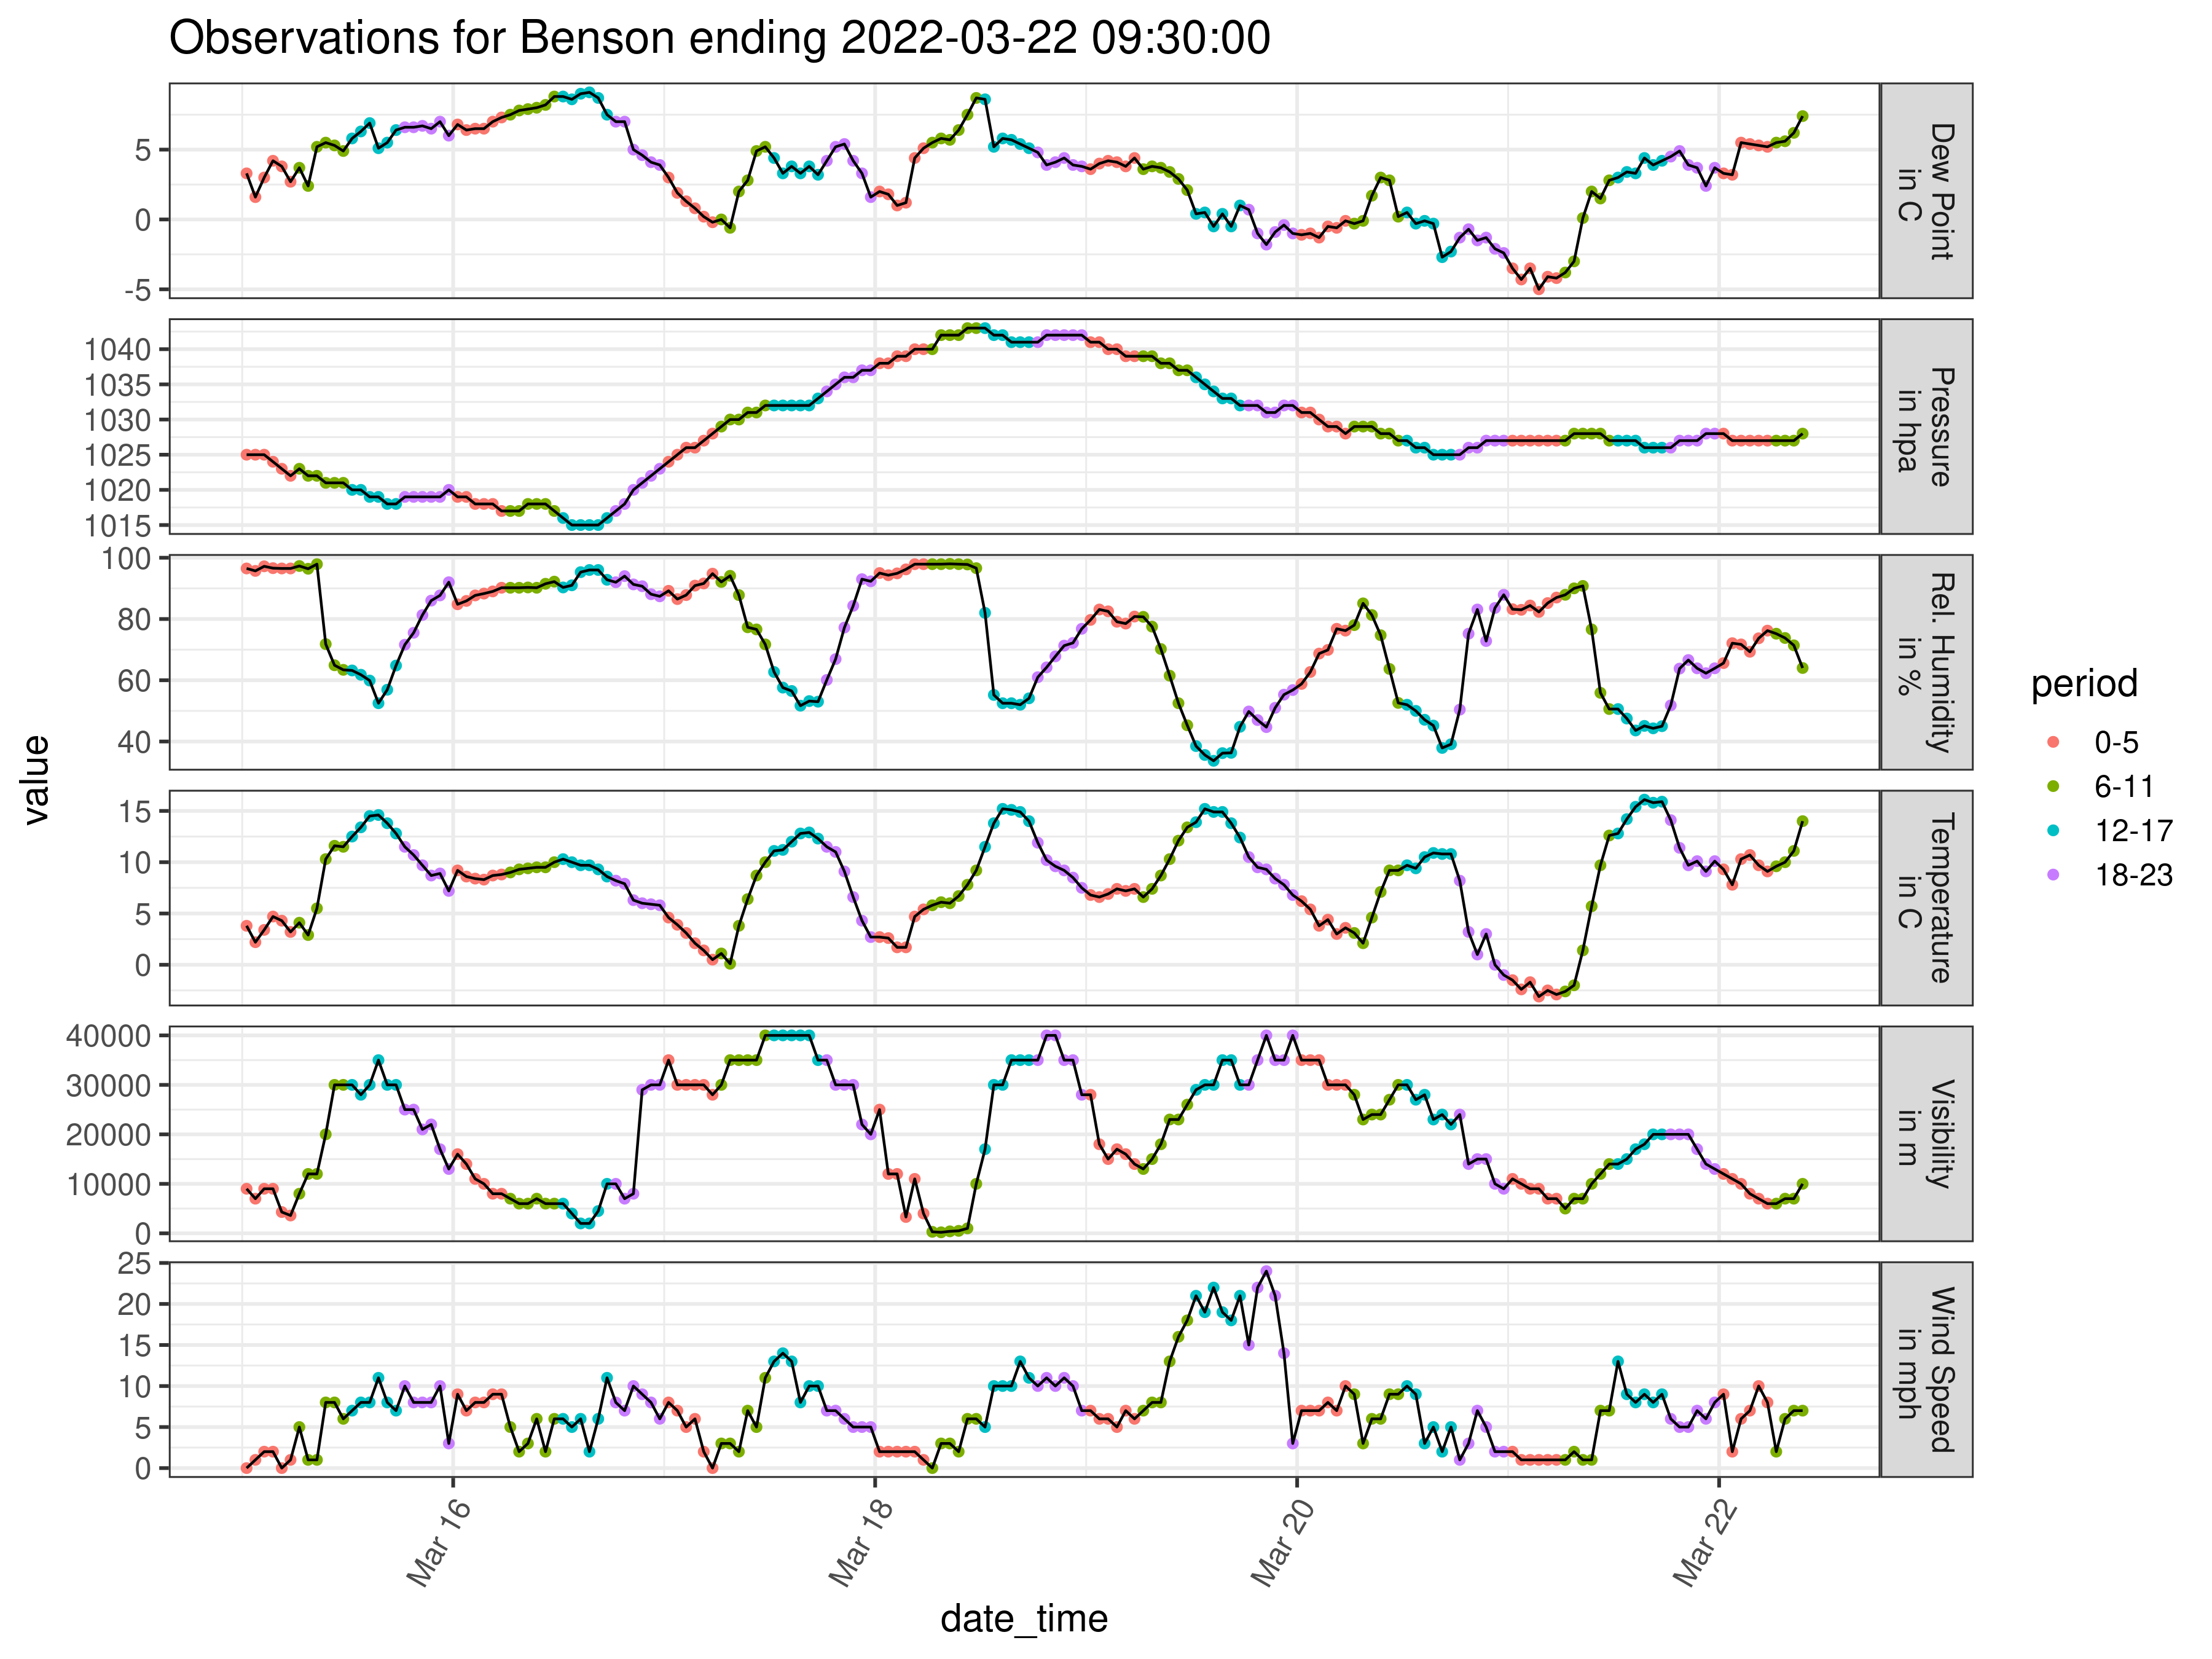 Observations for Benson ending 2022-03-22 09:30:00
value
5
0
-5
Dew Point
in C
1040
1035
1030
1025
1020
1015
Pressure
in hpa
100
80
60
40
Rel. Humidity
in %
15
10
5
0
Temperature
in C
40000
30000
20000
10000
0
Visibility
in m
25
20
15
10
5
0
Wind Speed
in mph
Mar 16
Mar 18
Mar 20
Mar 22
date_time
period
0-5
6-11
12-17
18-23